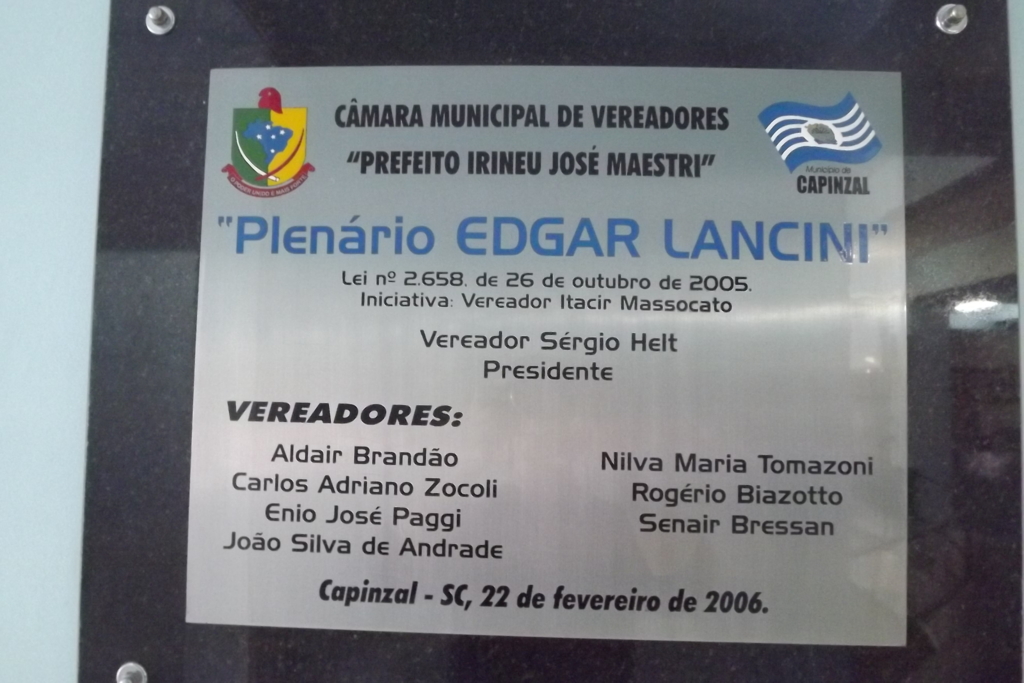 CÂMARA MUNICIPAL DE VEREADORES
"PREFEITO IRINEU JOSÉ MAESTRI"
Município de
CAPINZAL
"Plenário EDGAR LANCINI"
Lei nº 2.658. de 26 de outubro de 2005.
Iniciativa: Vereador Itacir Massocato
Vereador Sérgio Helt
Presidente
VEREADORES:
Aldair Brandão
Carlos Adriano Zocoli
Enio José Paggi
João Silva de Andrade
Nilva Maria Tomazoni
Rogério Biazotto
Senair Bressan
Capinzal - SC, 22 de fevereiro de 2006.